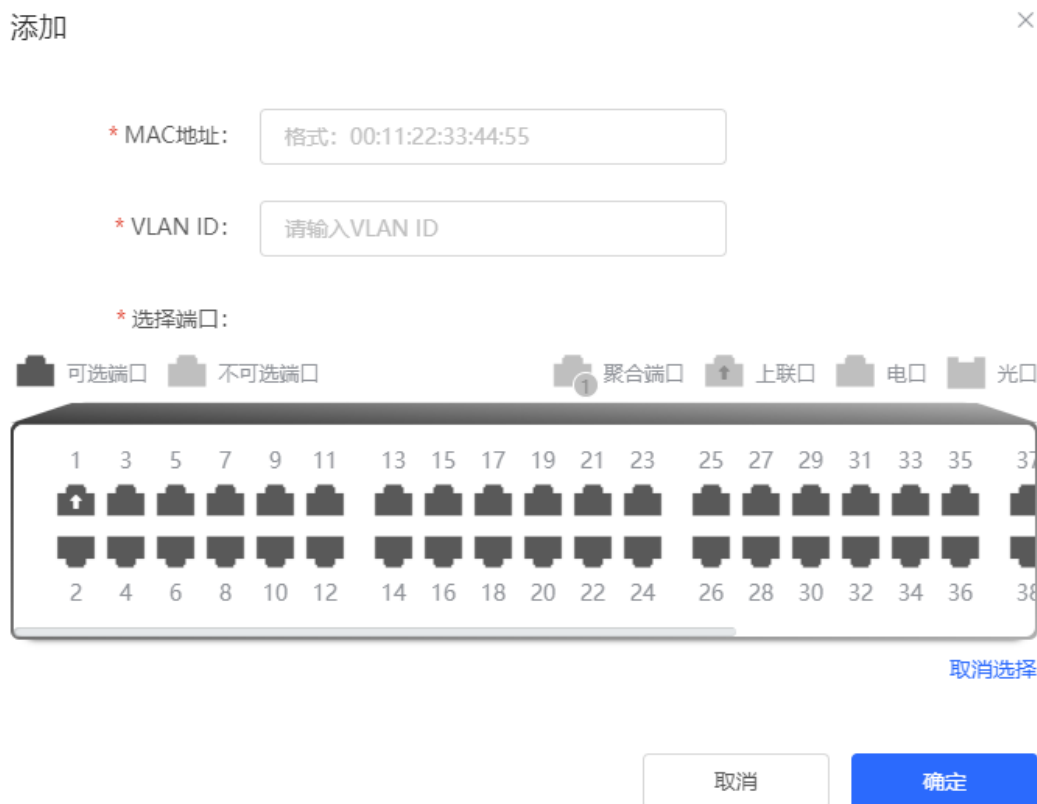 添加
* MAC地址：
格式：00:11:22:33:44:55
* VLAN ID：
请输入VLAN ID
* 选择端口：
可选端口 不可选端口 1 聚合端口 上联口 电口 光口
1 3 5 7 9 11 13 15 17 19 21 23 25 27 29 31 33 35 37
2 4 6 8 10 12 14 16 18 20 22 24 26 28 30 32 34 36 38
取消选择
取消 确定